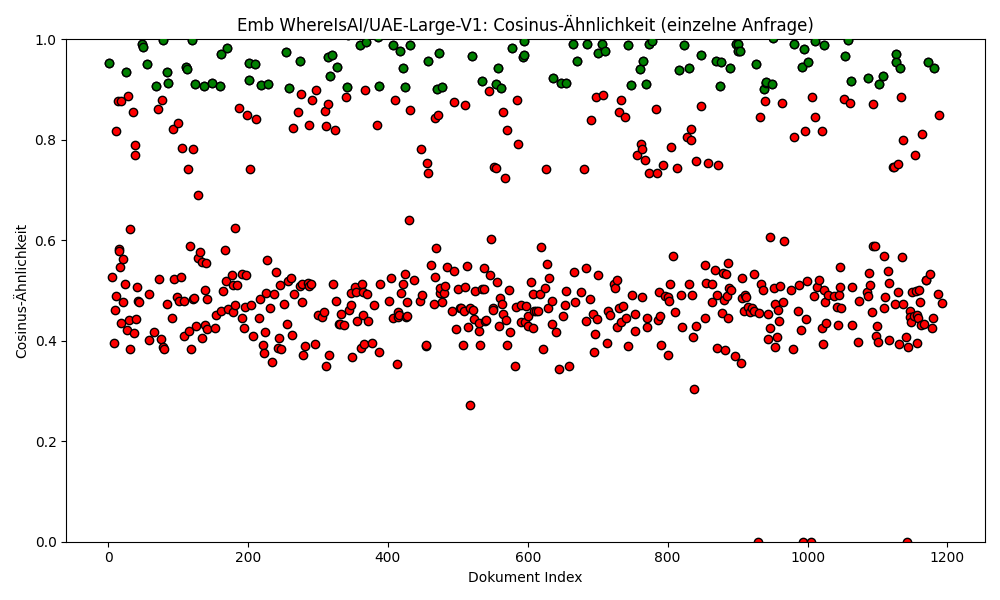 Emb WhereIsAI/UAE-Large-V1: Cosinus-Ähnlichkeit (einzelne Anfrage)
1.0
0.8
0.6
0.4
0.2
0.0
Cosinus-Ähnlichkeit
0 200 400 600 800 1000 1200
Dokument Index